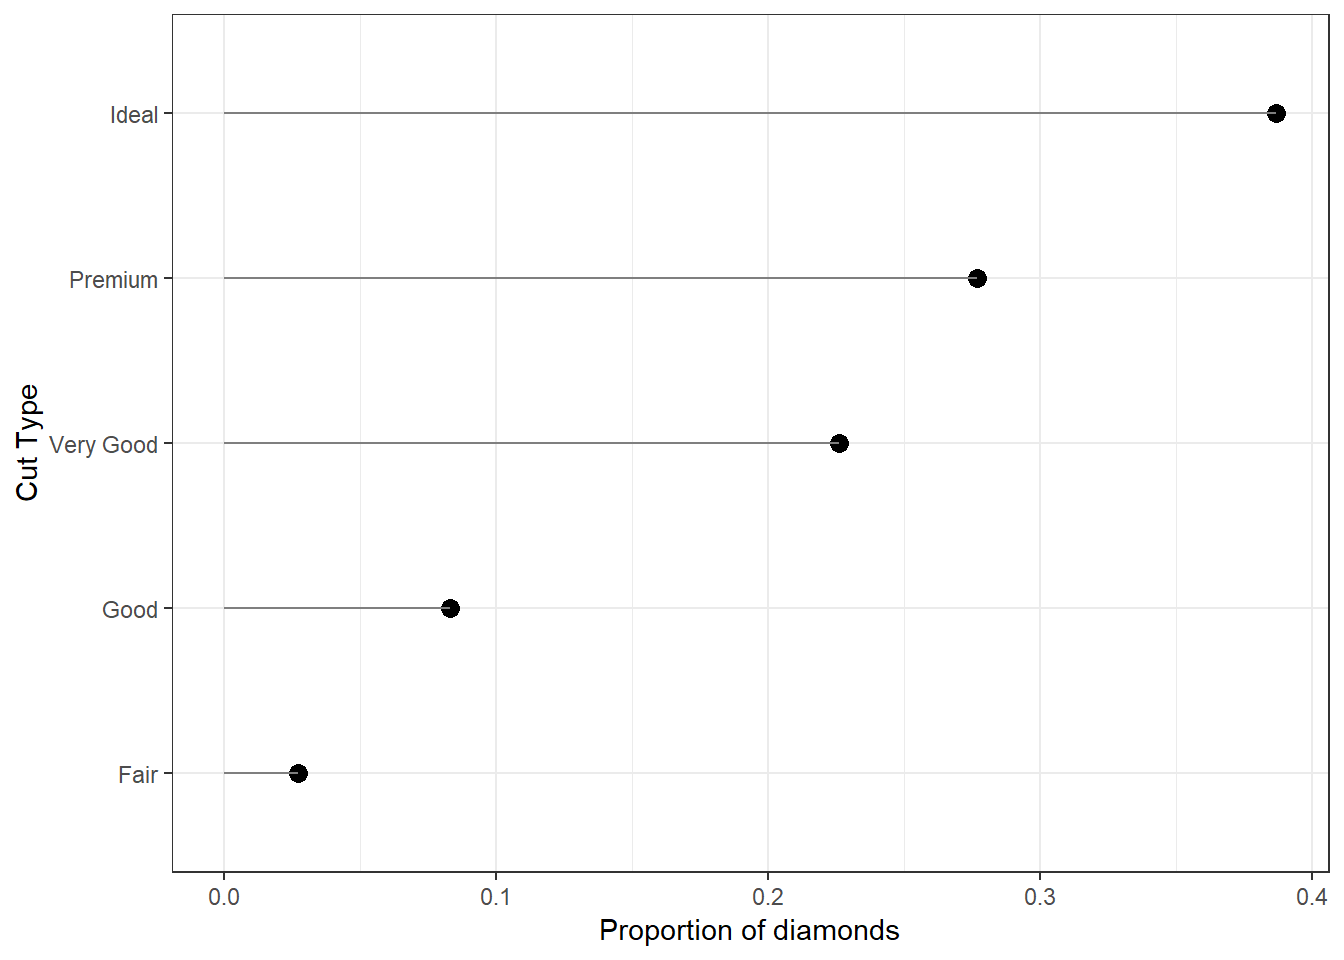 Ideal
Premium
Very Good
Good
Fair
Cut Type
0.0 0.1 0.2 0.3 0.4
Proportion of diamonds